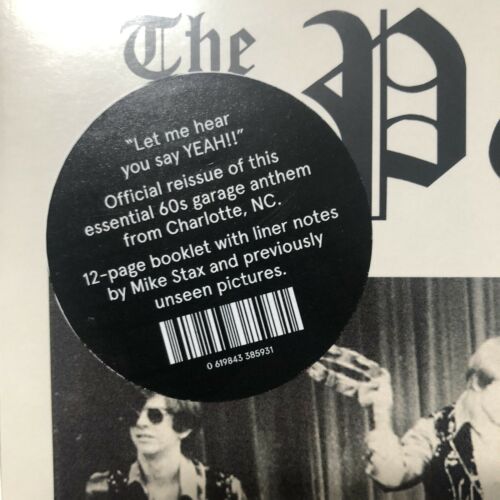 The P
"Let me hear
you say YEAH!!"
Official reissue of this
essential 60s garage anthem
from Charlotte, NC.
12-page booklet with liner notes
by Mike Stax and previously
unseen pictures.
0 619843 385931